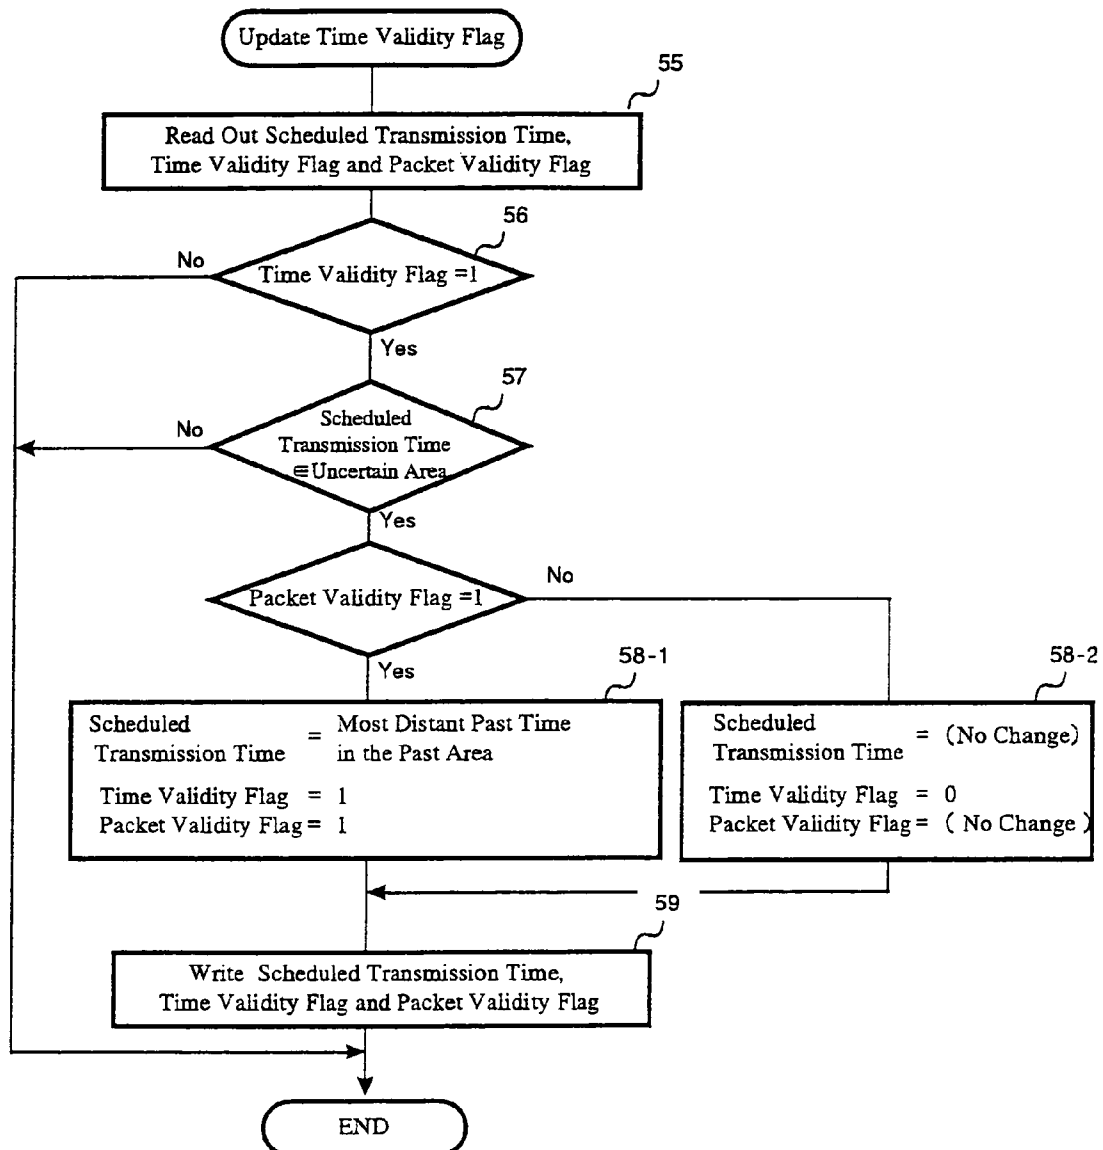 Update Time Validity Flag
55
Read Out Scheduled Transmission Time,
Time Validity Flag and Packet Validity Flag
56
No
Time Validity Flag =1
Yes
57
No
Scheduled
Transmission Time
∈Uncertain Area
Yes
No
Packet Validity Flag =1
Yes
58-1
Scheduled
Transmission Time = Most Distant Past Time
in the Past Area
Time Validity Flag = 1
Packet Validity Flag = 1
58-2
Scheduled
Transmission Time = (No Change)
Time Validity Flag = 0
Packet Validity Flag = ( No Change )
59
Write Scheduled Transmission Time,
Time Validity Flag and Packet Validity Flag
END